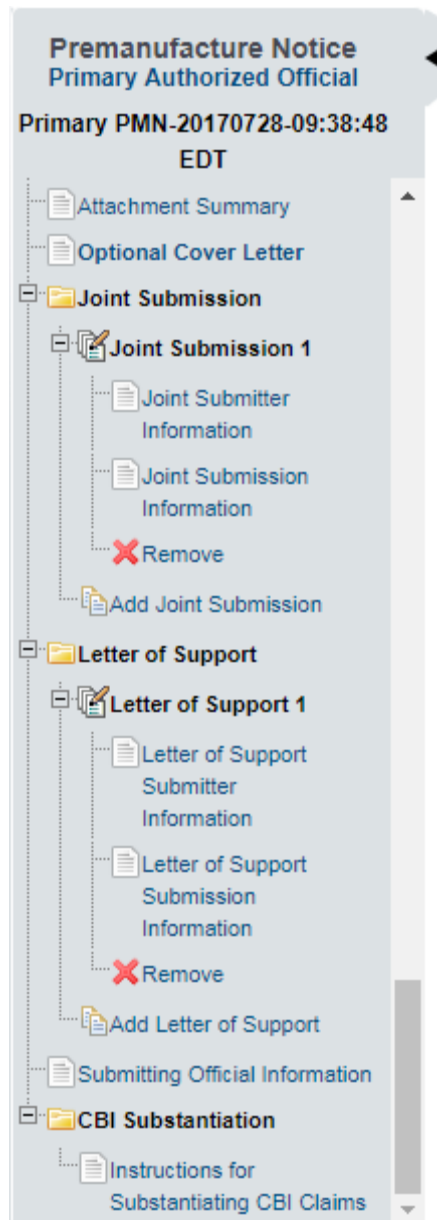 Premanufacture Notice
Primary Authorized Official
Primary PMN-20170728-09:38:48
EDT
Attachment Summary
Optional Cover Letter
Joint Submission
Joint Submission 1
Joint Submitter
Information
Joint Submission
Information
Remove
Add Joint Submission
Letter of Support
Letter of Support 1
Letter of Support
Submitter
Information
Letter of Support
Submission
Information
Remove
Add Letter of Support
Submitting Official Information
CBI Substantiation
Instructions for
Substantiating CBI Claims